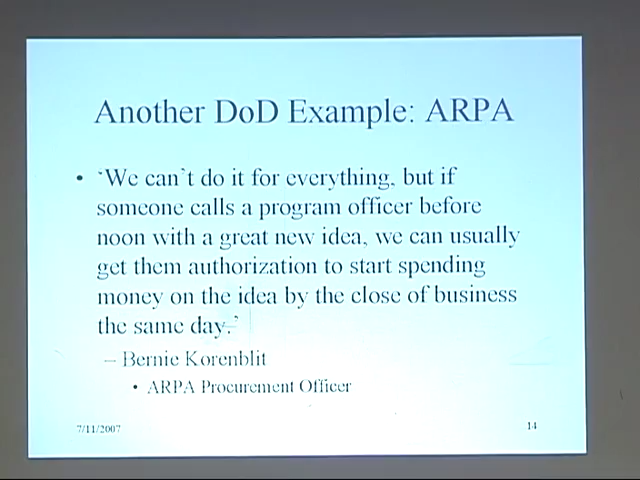 Another DoD Example: ARPA
• 'We can't do it for everything, but if
someone calls a program officer before
noon with a great new idea, we can usually
get them authorization to start spending
money on the idea by the close of business
the same day.'
– Bernie Korenblit
• ARPA Procurement Officer
7/11/2007
14